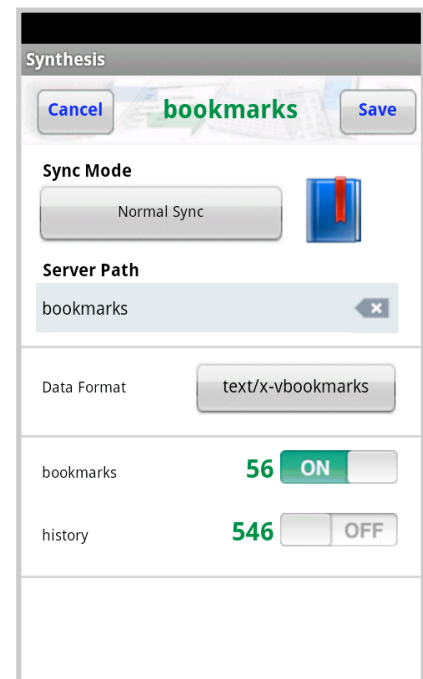 Synthesis
Cancel bookmarks Save
Sync Mode
Normal Sync
Server Path
bookmarks
Data Format text/x-vbookmarks
bookmarks 56 ON
history 546 OFF